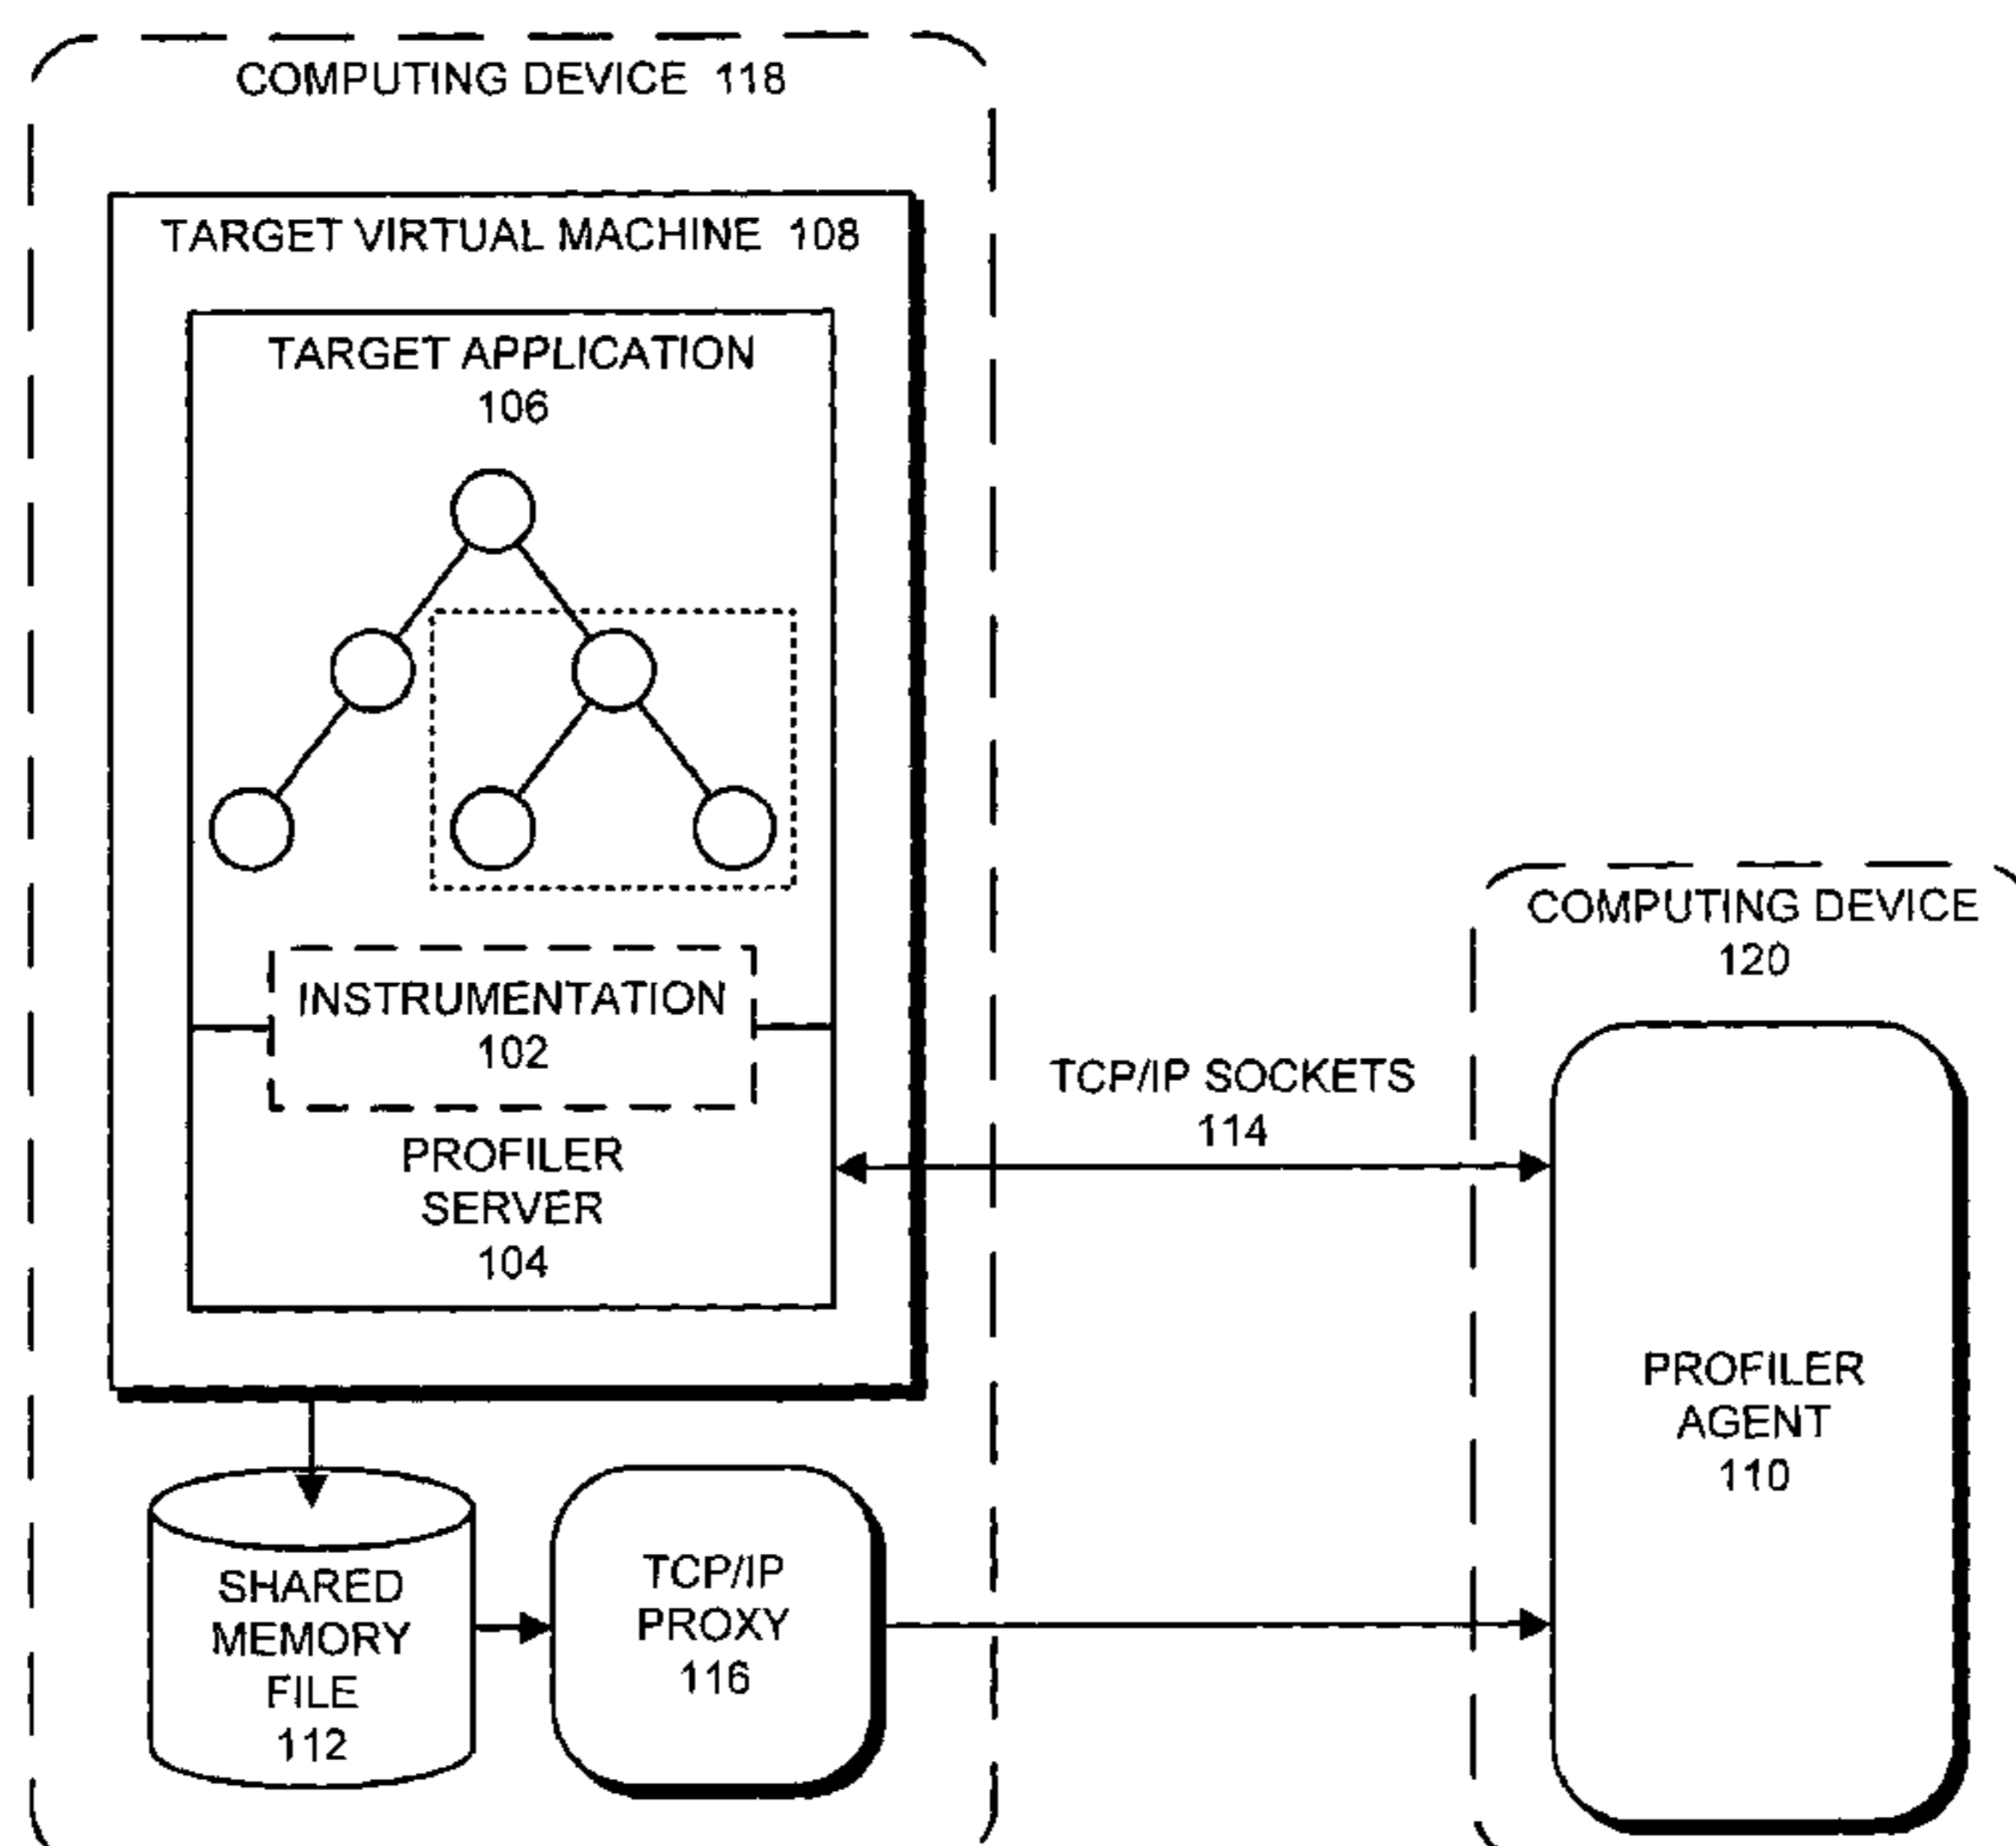 COMPUTING DEVICE 118
TARGET VIRTUAL MACHINE 108
TARGET APPLICATION
106
INSTRUMENTATION
102
PROFILER
SERVER
104
SHARED
MEMORY
FILE
112
TCP/IP
PROXY
116
TCP/IP SOCKETS
114
COMPUTING DEVICE
120
PROFILER
AGENT
110